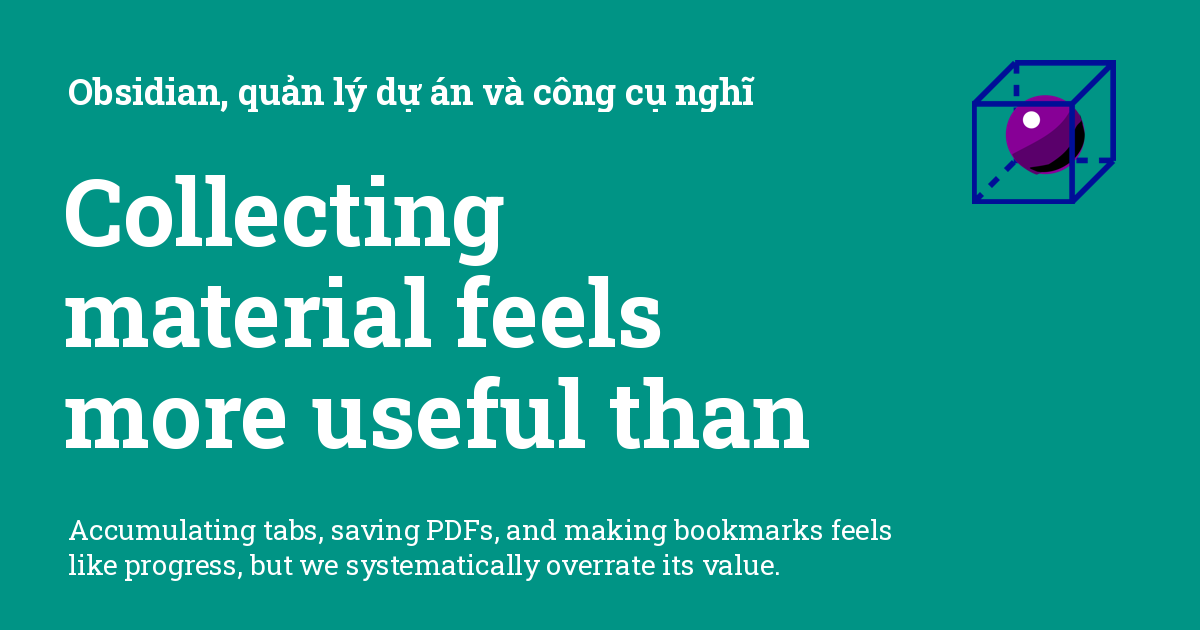 Obsidian, quản lý dự án và công cụ nghĩ
Collecting
material feels
more useful than
Accumulating tabs, saving PDFs, and making bookmarks feels
like progress, but we systematically overrate its value.